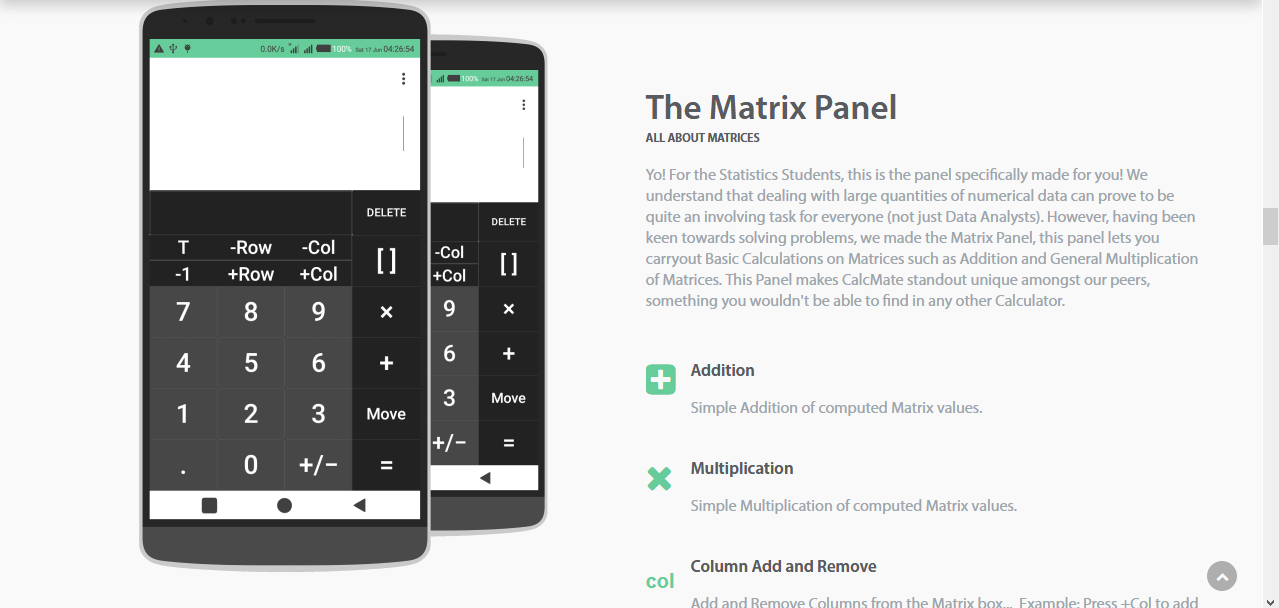 0.0K/s 100% Sat 17 Jun 04:26:54
100% Sat 17 Jun 04:26:54
DELETE
T -Row -Col
-1 +Row +Col
[ ]
7 8 9 ×
4 5 6 +
1 2 3 Move
. 0 +/− =
DELETE
-Col
+Col
[ ]
9 ×
6 +
3 Move
+/− =
The Matrix Panel
ALL ABOUT MATRICES
Yo! For the Statistics Students, this is the panel specifically made for you! We
understand that dealing with large quantities of numerical data can prove to be
quite an involving task for everyone (not just Data Analysts). However, having been
keen towards solving problems, we made the Matrix Panel, this panel lets you
carryout Basic Calculations on Matrices such as Addition and General Multiplication
of Matrices. This Panel makes CalcMate standout unique amongst our peers,
something you wouldn't be able to find in any other Calculator.
Addition
Simple Addition of computed Matrix values.
Multiplication
Simple Multiplication of computed Matrix values.
col
Column Add and Remove
Add and Remove Columns from the Matrix box... Example: Press +Col to add